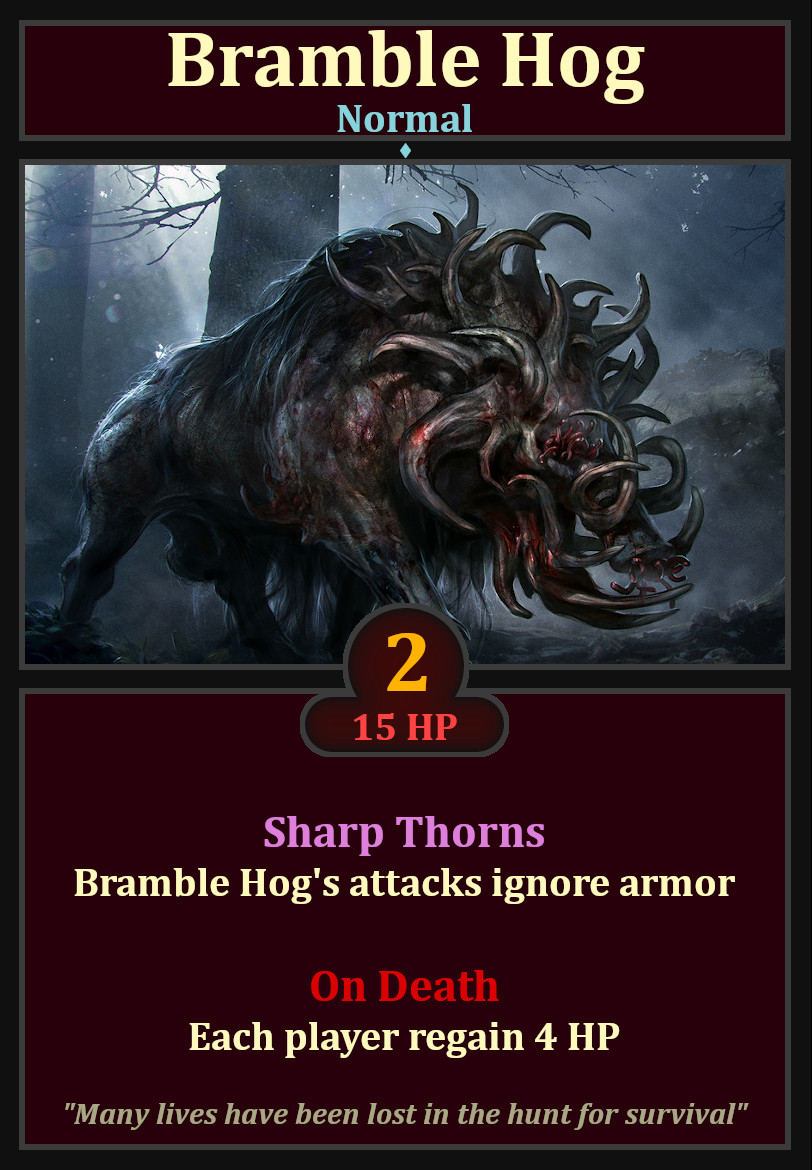 Bramble Hog
Normal
2
15 HP
Sharp Thorns
Bramble Hog's attacks ignore armor
On Death
Each player regain 4 HP
"Many lives have been lost in the hunt for survival"